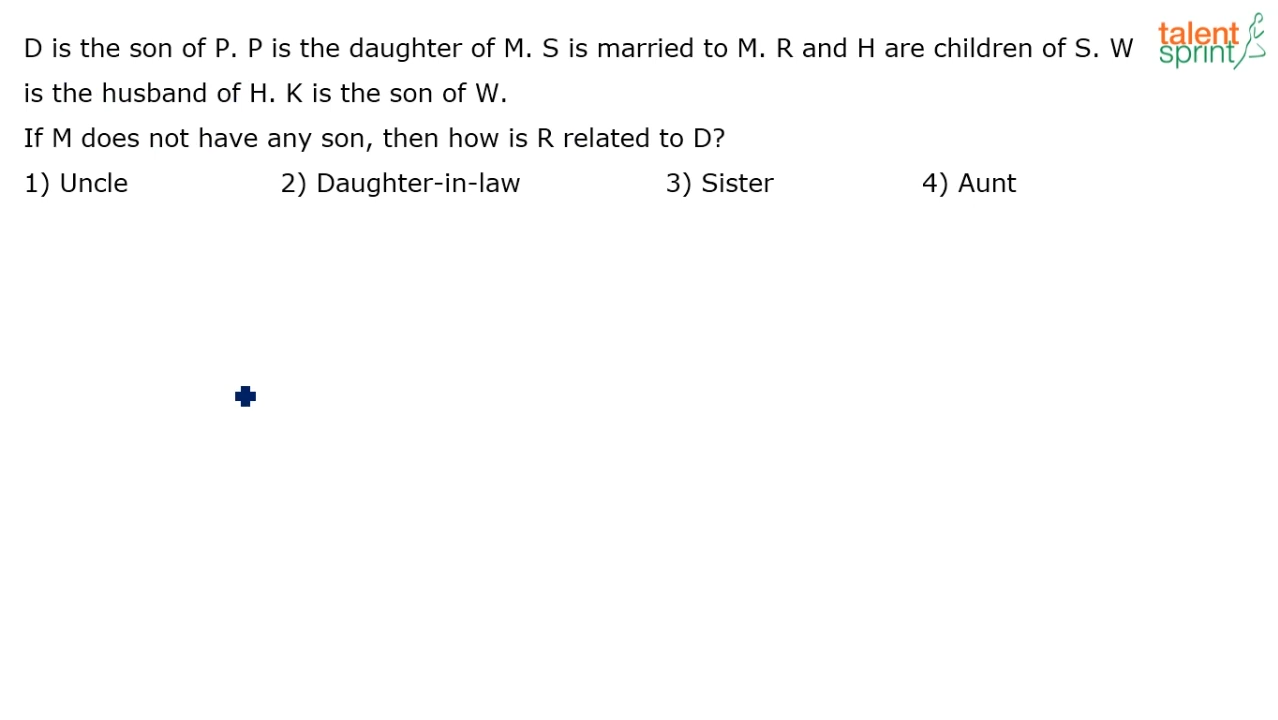 D is the son of P. P is the daughter of M. S is married to M. R and H are children of S. W
is the husband of H. K is the son of W.
If M does not have any son, then how is R related to D?
1) Uncle 2) Daughter-in-law 3) Sister 4) Aunt
talent
sprint